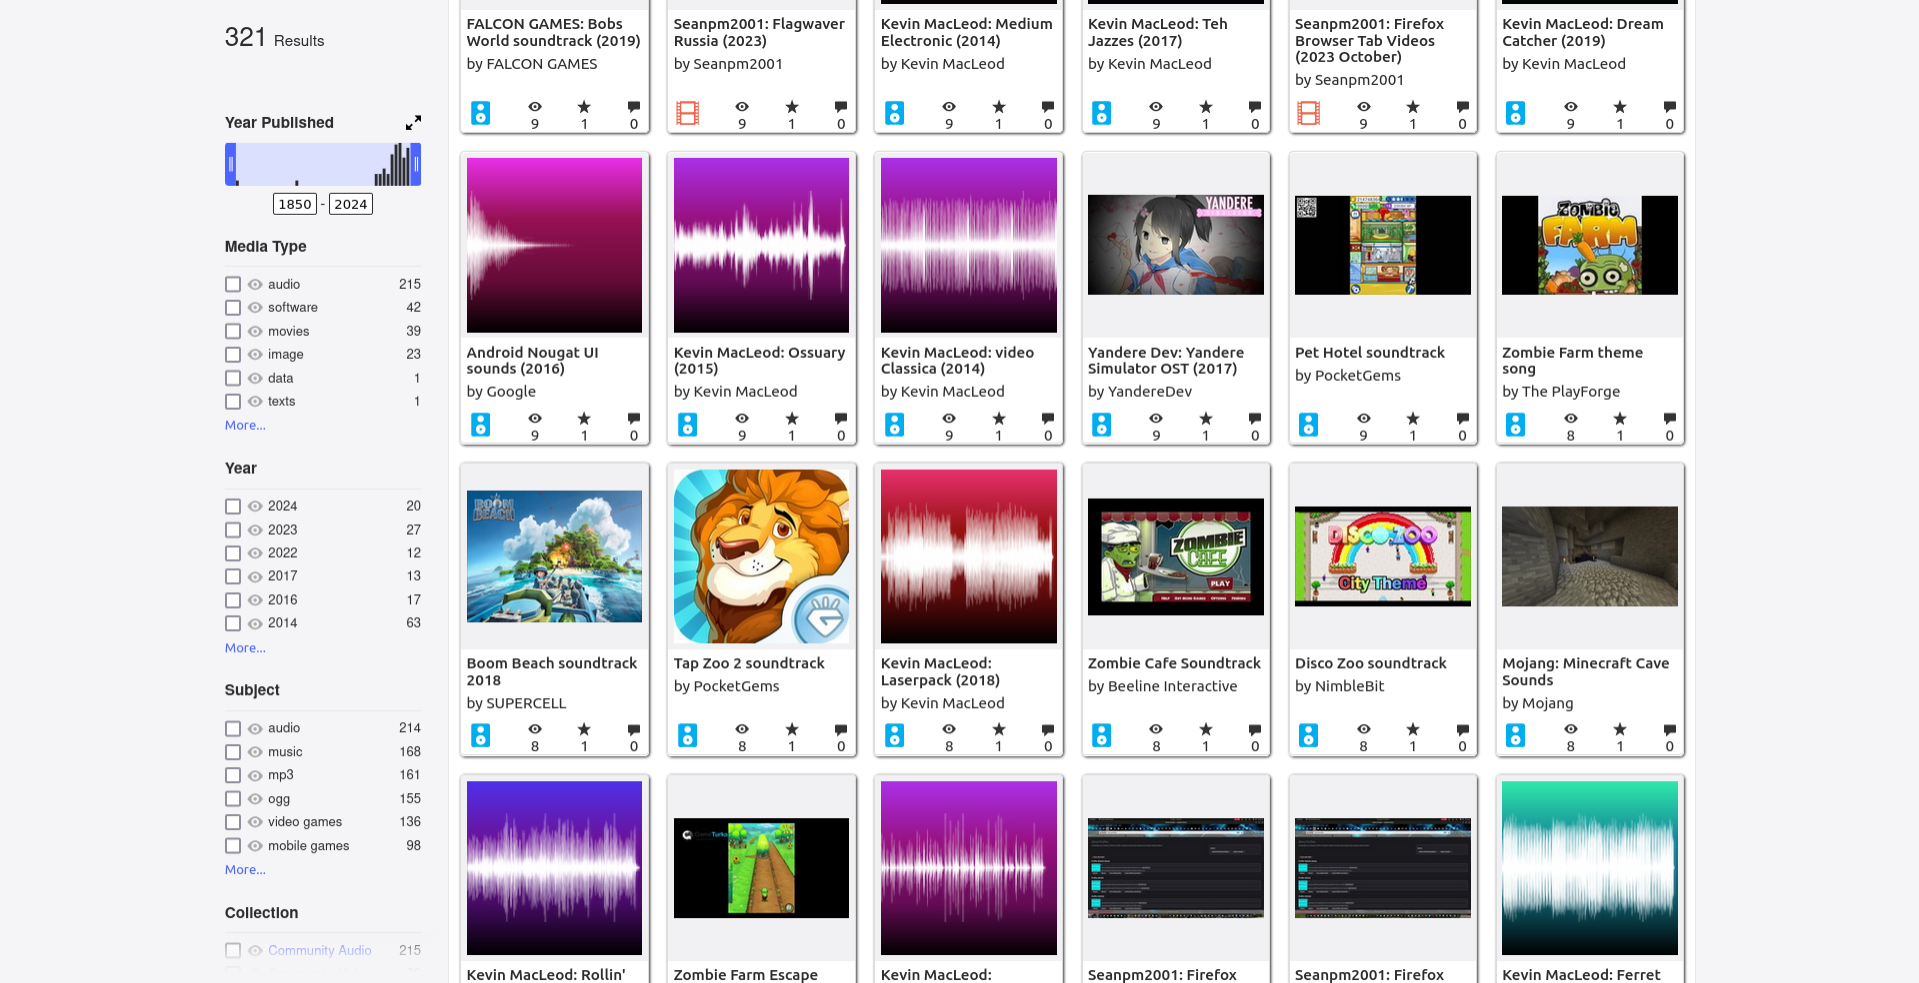 321 Results
Year Published
1850 - 2024
Media Type
audio 215
software 42
movies 39
image 23
data 1
texts 1
More...
Year
2024 20
2023 27
2022 12
2017 13
2016 17
2014 63
More...
Subject
audio 214
music 168
mp3 161
ogg 155
video games 136
mobile games 98
More...
Collection
Community Audio 215
FALCON GAMES: Bobs
World soundtrack (2019)
by FALCON GAMES
9 1 0
Seanpm2001: Flagwaver
Russia (2023)
by Seanpm2001
9 1 0
Kevin MacLeod: Medium
Electronic (2014)
by Kevin MacLeod
9 1 0
Kevin MacLeod: Teh
Jazzes (2017)
by Kevin MacLeod
9 1 0
Seanpm2001: Firefox
Browser Tab Videos
(2023 October)
by Seanpm2001
9 1 0
Kevin MacLeod: Dream
Catcher (2019)
by Kevin MacLeod
9 1 0
Android Nougat UI
sounds (2016)
by Google
9 1 0
Kevin MacLeod: Ossuary
(2015)
by Kevin MacLeod
9 1 0
Kevin MacLeod: video
Classica (2014)
by Kevin MacLeod
9 1 0
YANDERE
Yandere Dev: Yandere
Simulator OST (2017)
by YandereDev
9 1 0
Pet Hotel soundtrack
by PocketGems
9 1 0
ZOMBIE
FARM
Zombie Farm theme
song
by The PlayForge
8 1 0
BOOM
BEACH
Boom Beach soundtrack
2018
by SUPERCELL
8 1 0
Tap Zoo 2 soundtrack
by PocketGems
8 1 0
Kevin MacLeod:
Laserpack (2018)
by Kevin MacLeod
8 1 0
ZOMBIE
CAFE
PLAY
Zombie Cafe Soundtrack
by Beeline Interactive
8 1 0
DISCO ZOO
City Theme
Disco Zoo soundtrack
by NimbleBit
8 1 0
Mojang: Minecraft Cave
Sounds
by Mojang
8 1 0
Kevin MacLeod: Rollin'
Zombie Farm Escape
Kevin MacLeod:
Seanpm2001: Firefox
Seanpm2001: Firefox
Kevin MacLeod: Ferret